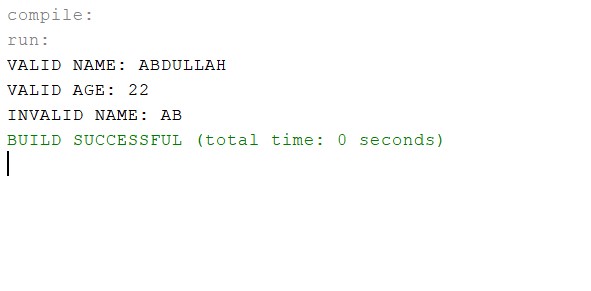 compile:
run:
VALID NAME: ABDULLAH
VALID AGE: 22
INVALID NAME: AB
BUILD SUCCESSFUL (total time: 0 seconds)